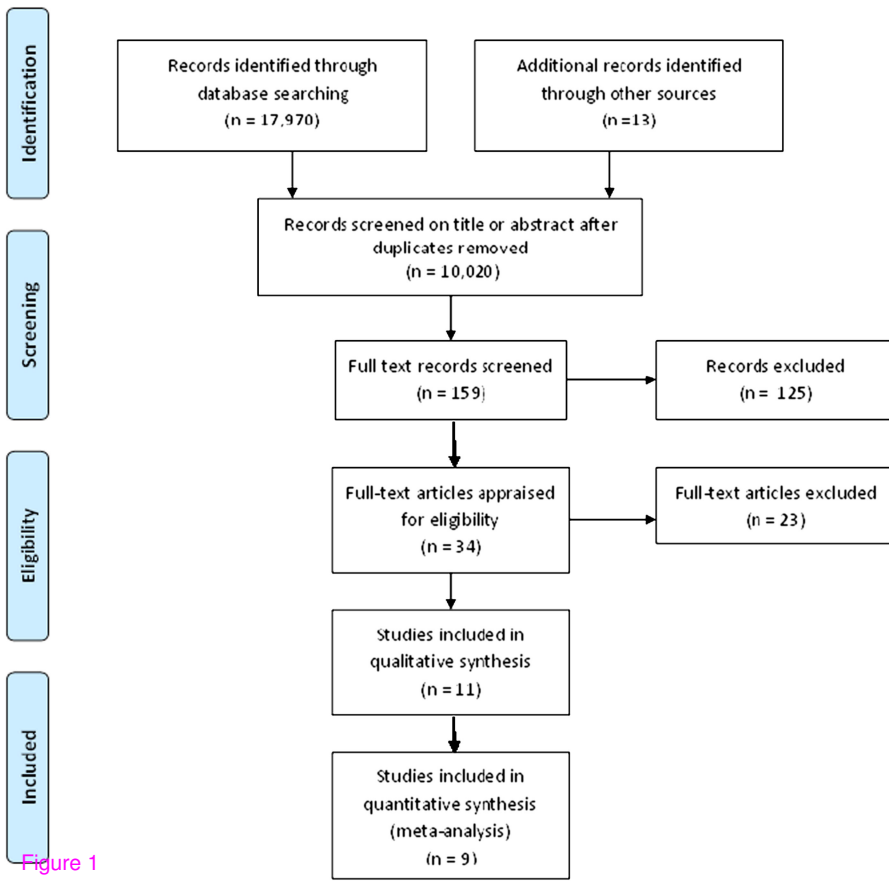 Identification
Records identified through
database searching
(n = 17,970)
Additional records identified
through other sources
(n =13)
Records screened on title or abstract after
duplicates removed
(n = 10,020)
Screening
Full text records screened
(n = 159)
Records excluded
(n = 125)
Eligibility
Full-text articles appraised
for eligibility
(n = 34)
Full-text articles excluded
(n = 23)
Studies included in
qualitative synthesis
(n = 11)
Included
Studies included in
quantitative synthesis
(meta-analysis)
(n = 9)
Figure 1